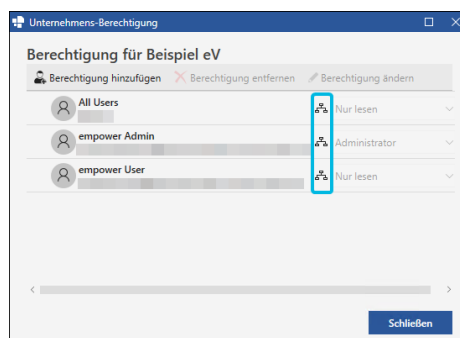 Unternehmens-Berechtigung
Berechtigung für Beispiel eV
Berechtigung hinzufügen Berechtigung entfernen Berechtigung ändern
All Users Nur lesen
empower Admin Administrator
empower User Nur lesen
Schließen